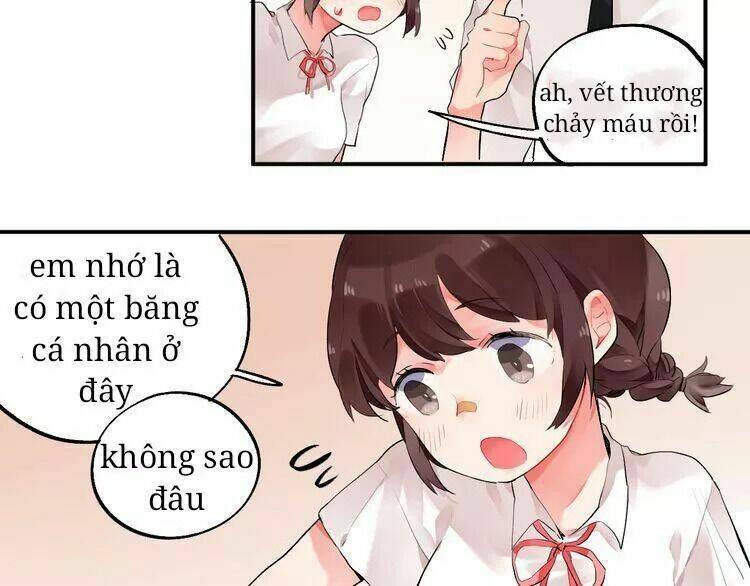 ah, vết thương
chảy máu rồi!
em nhớ là
có một băng
cá nhân ở
đây
không sao
đâu